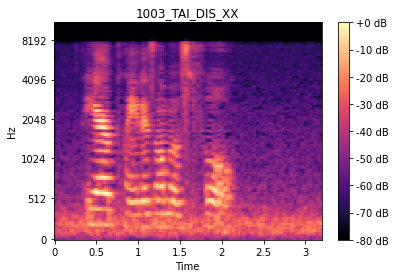 1003_TAI_DIS_XX
+0 dB
8192
-10 dB
4096
-20 dB
-30 dB
2048
Hz
-40 dB
1024
-50 dB
512
-60 dB
-70 dB
0
-80 dB
0 0.5 1 1.5 2 2.5 3
Time